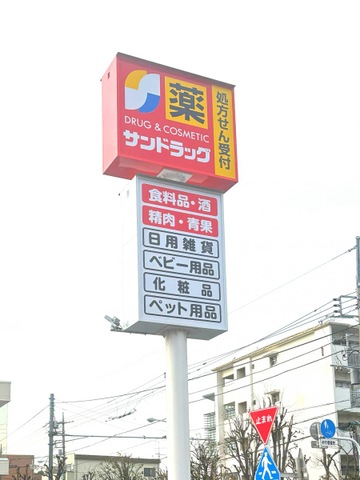 薬
処方せん受付
DRUG & COSMETIC
サンドラッグ
食料品・酒
精肉・青果
日用雑貨
ベビー用品
化粧品
ペット用品
止まれ